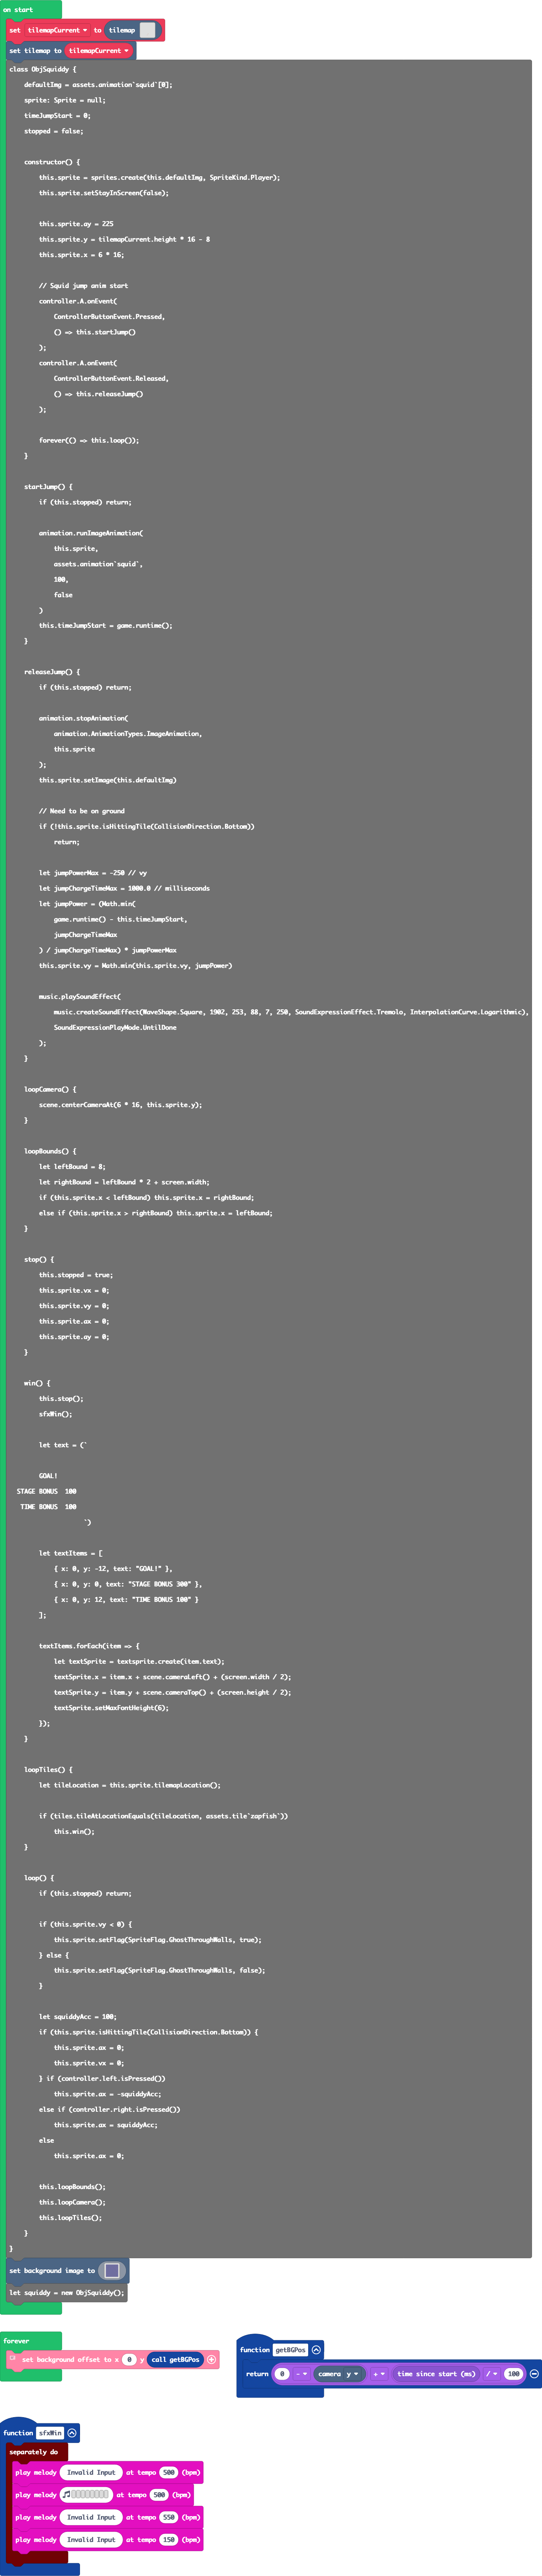 on start
set tilemapCurrent to tilemap
set tilemap to tilemapCurrent
class ObjSquiddy {
defaultImg = assets.animation`squid`[0];
sprite: Sprite = null;
timeJumpStart = 0;
stopped = false;
constructor() {
this.sprite = sprites.create(this.defaultImg, SpriteKind.Player);
this.sprite.setStayInScreen(false);
this.sprite.ay = 225
this.sprite.y = tilemapCurrent.height * 16 - 8
this.sprite.x = 6 * 16;
// Squid jump anim start
controller.A.onEvent(
ControllerButtonEvent.Pressed,
() => this.startJump()
);
controller.A.onEvent(
ControllerButtonEvent.Released,
() => this.releaseJump()
);
forever(() => this.loop());
}
startJump() {
if (this.stopped) return;
animation.runImageAnimation(
this.sprite,
assets.animation`squid`,
100,
false
)
this.timeJumpStart = game.runtime();
}
releaseJump() {
if (this.stopped) return;
animation.stopAnimation(
animation.AnimationTypes.ImageAnimation,
this.sprite
);
this.sprite.setImage(this.defaultImg)
// Need to be on ground
if (!this.sprite.isHittingTile(CollisionDirection.Bottom))
return;
let jumpPowerMax = -250 // vy
let jumpChargeTimeMax = 1000.0 // milliseconds
let jumpPower = (Math.min(
game.runtime() - this.timeJumpStart,
jumpChargeTimeMax
) / jumpChargeTimeMax) * jumpPowerMax
this.sprite.vy = Math.min(this.sprite.vy, jumpPower)
music.playSoundEffect(
music.createSoundEffect(WaveShape.Square, 1902, 253, 88, 7, 250, SoundExpressionEffect.Tremolo, InterpolationCurve.Logarithmic),
SoundExpressionPlayMode.UntilDone
);
}
loopCamera() {
scene.centerCameraAt(6 * 16, this.sprite.y);
}
loopBounds() {
let leftBound = 8;
let rightBound = leftBound * 2 + screen.width;
if (this.sprite.x < leftBound) this.sprite.x = rightBound;
else if (this.sprite.x > rightBound) this.sprite.x = leftBound;
}
stop() {
this.stopped = true;
this.sprite.vx = 0;
this.sprite.vy = 0;
this.sprite.ax = 0;
this.sprite.ay = 0;
}
win() {
this.stop();
sfxWin();
let text = (`
GOAL!
STAGE BONUS 100
TIME BONUS 100
`)
let textItems = [
{ x: 0, y: -12, text: "GOAL!" },
{ x: 0, y: 0, text: "STAGE BONUS 300" },
{ x: 0, y: 12, text: "TIME BONUS 100" }
];
textItems.forEach(item => {
let textSprite = textsprite.create(item.text);
textSprite.x = item.x + scene.cameraLeft() + (screen.width / 2);
textSprite.y = item.y + scene.cameraTop() + (screen.height / 2);
textSprite.setMaxFontHeight(6);
});
}
loopTiles() {
let tileLocation = this.sprite.tilemapLocation();
if (tiles.tileAtLocationEquals(tileLocation, assets.tile`zapfish`))
this.win();
}
loop() {
if (this.stopped) return;
if (this.sprite.vy < 0) {
this.sprite.setFlag(SpriteFlag.GhostThroughWalls, true);
} else {
this.sprite.setFlag(SpriteFlag.GhostThroughWalls, false);
}
let squiddyAcc = 100;
if (this.sprite.isHittingTile(CollisionDirection.Bottom)) {
this.sprite.ax = 0;
this.sprite.vx = 0;
} if (controller.left.isPressed())
this.sprite.ax = -squiddyAcc;
else if (controller.right.isPressed())
this.sprite.ax = squiddyAcc;
else
this.sprite.ax = 0;
this.loopBounds();
this.loopCamera();
this.loopTiles();
}
}
set background image to
let squiddy = new ObjSquiddy();
forever
set background offset to x 0 y call getBGPos
function getBGPos
return 0 - camera y ÷ time since start (ms) / 100
function sfxWin
separately do
play melody Invalid Input at tempo 500 (bpm)
play melody at tempo 500 (bpm)
play melody Invalid Input at tempo 550 (bpm)
play melody Invalid Input at tempo 150 (bpm)